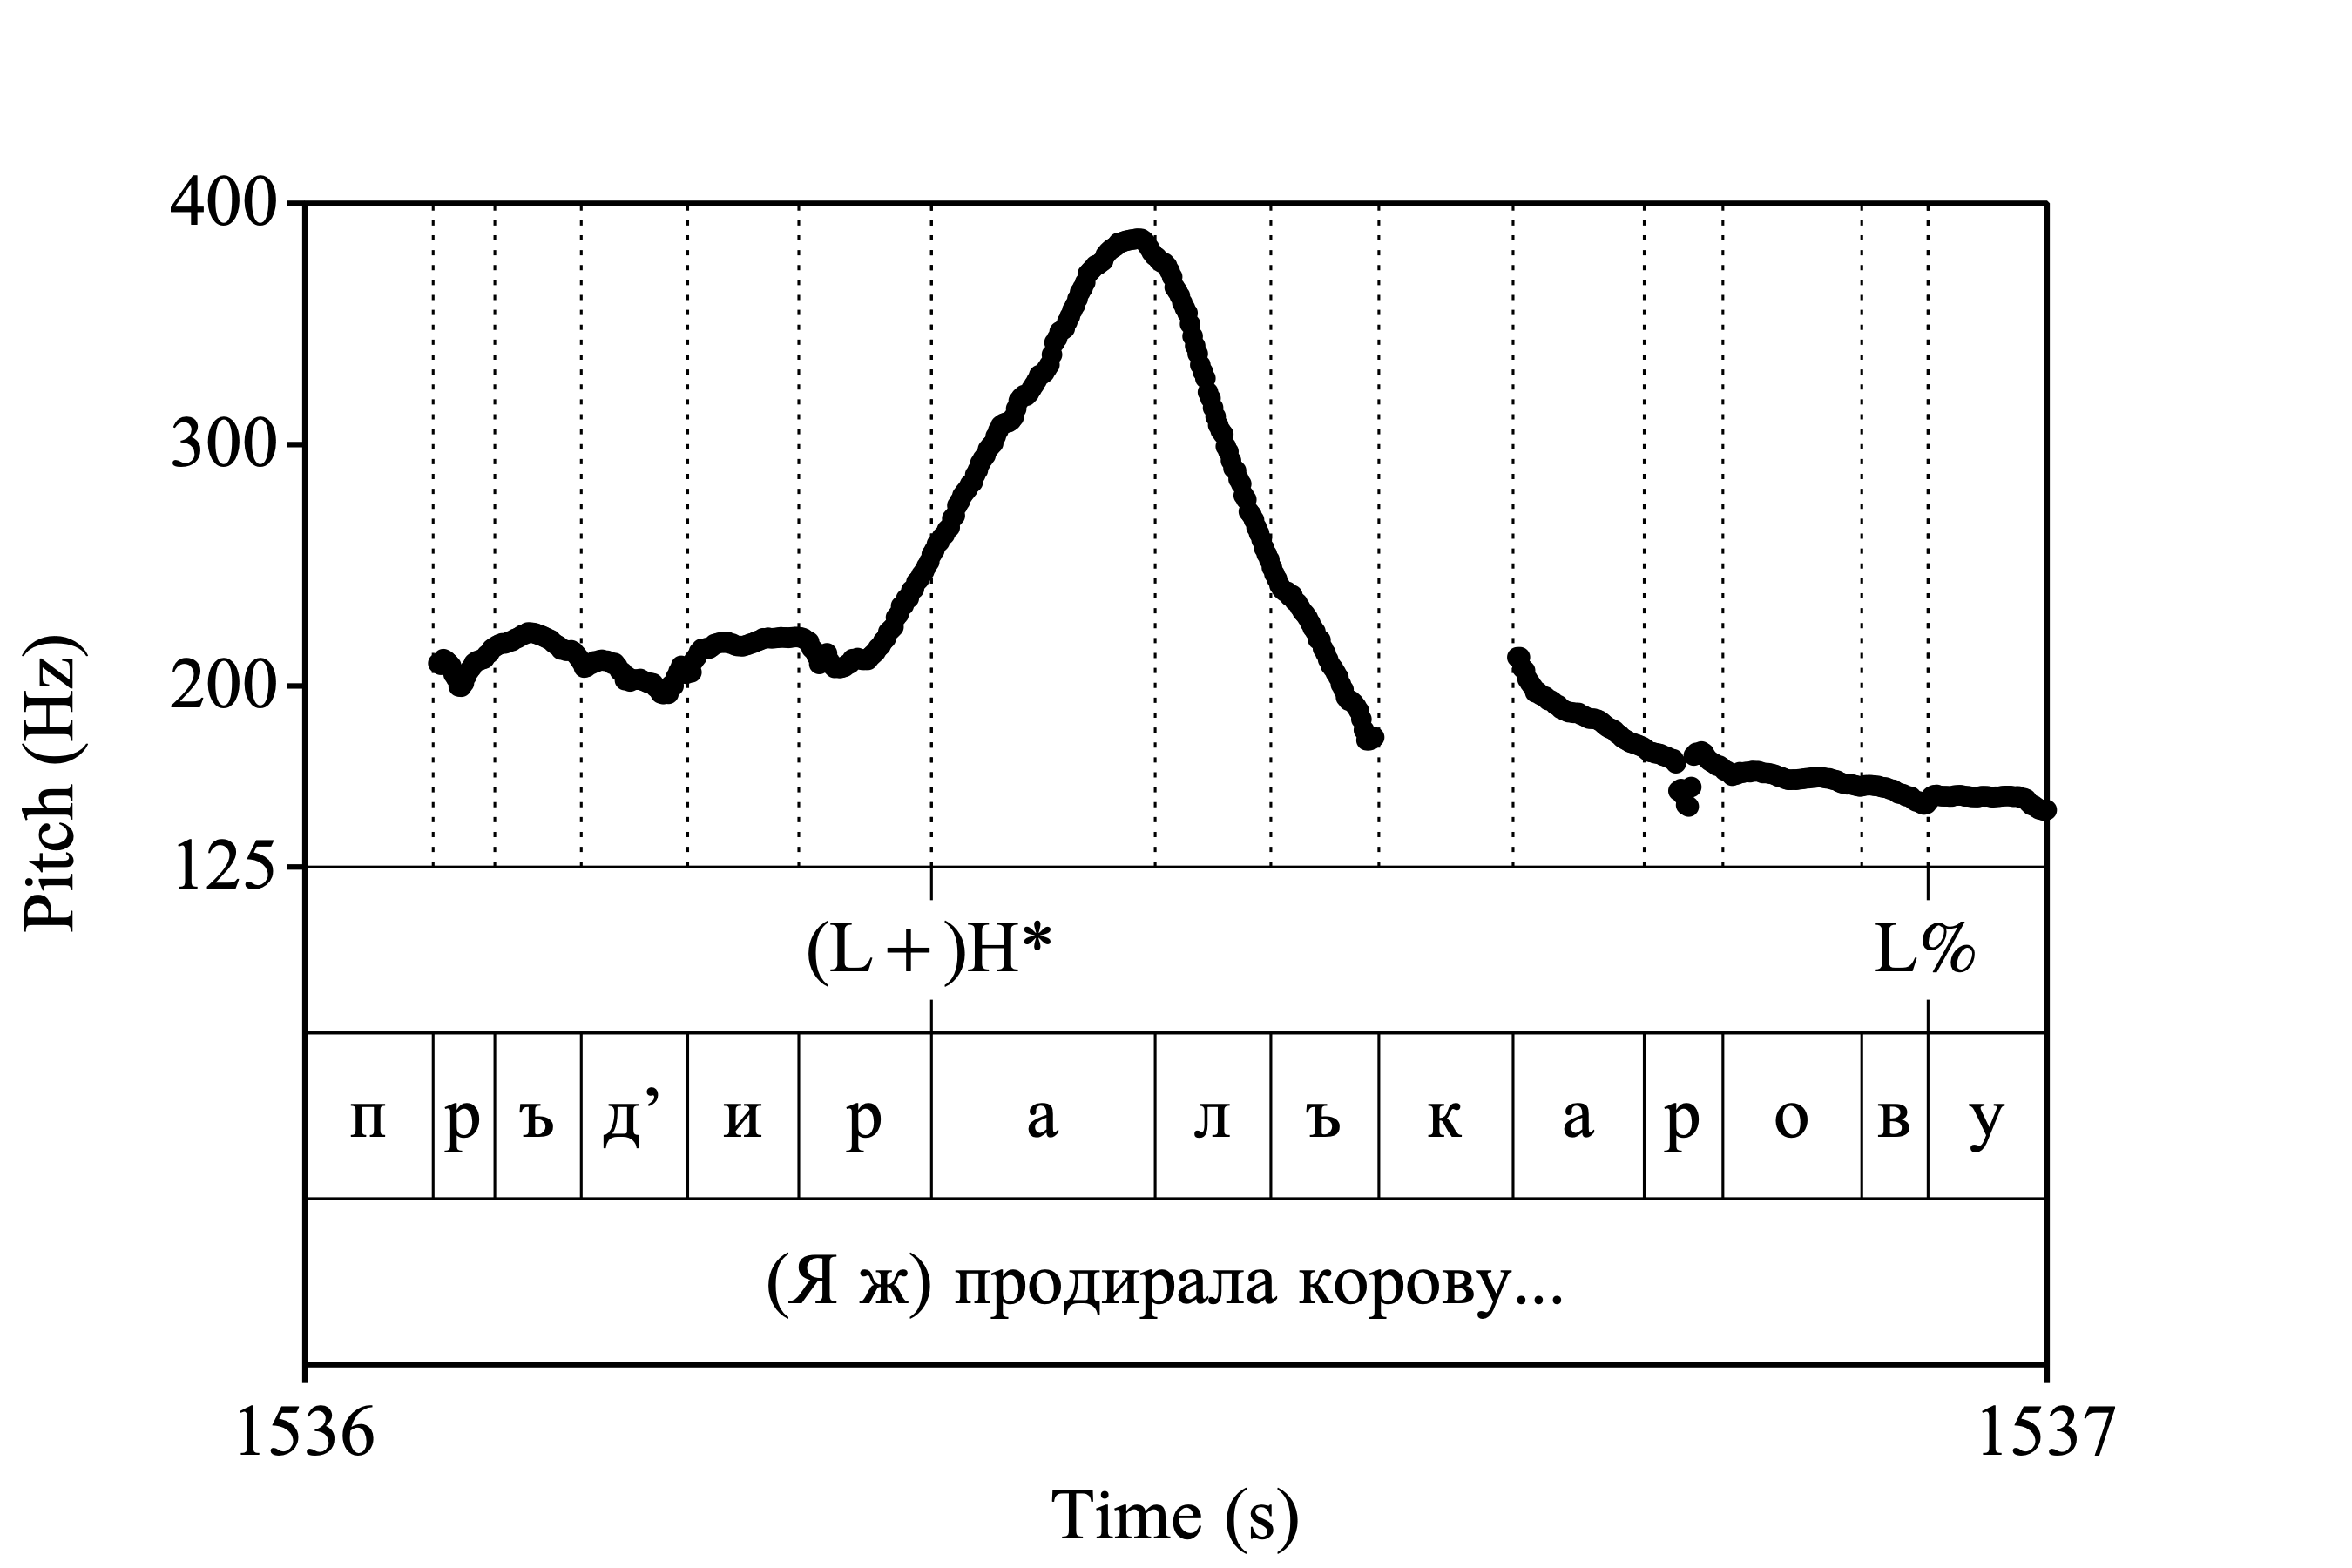 400
300
200
125
Pitch (Hz)
(L+)H* L%
п р ъ д’ и р а л ъ к а р о в у
(Я ж) продирала корову...
1536 1537
Time (s)